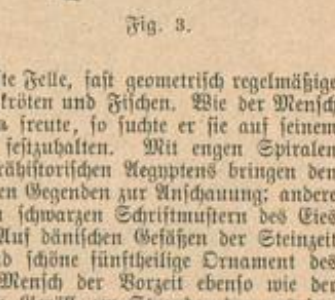 Fig. 3.
te Felle, fast geometrisch regelmäßige
kröten und Fischen. Wie der Mensch
freute, so suchte er sie auf seinem
festzuhalten. Mit engen Spiralen
rähistorischen Aegyptens bringen den
en Gegenden zur Anschauung; andere
schwarzen Schriftmustern des Eies
Auf dänischen Gefäßen der Steinzeit
d schöne fünftheilige Ornament des
Mensch der Vorzeit ebenso wie der